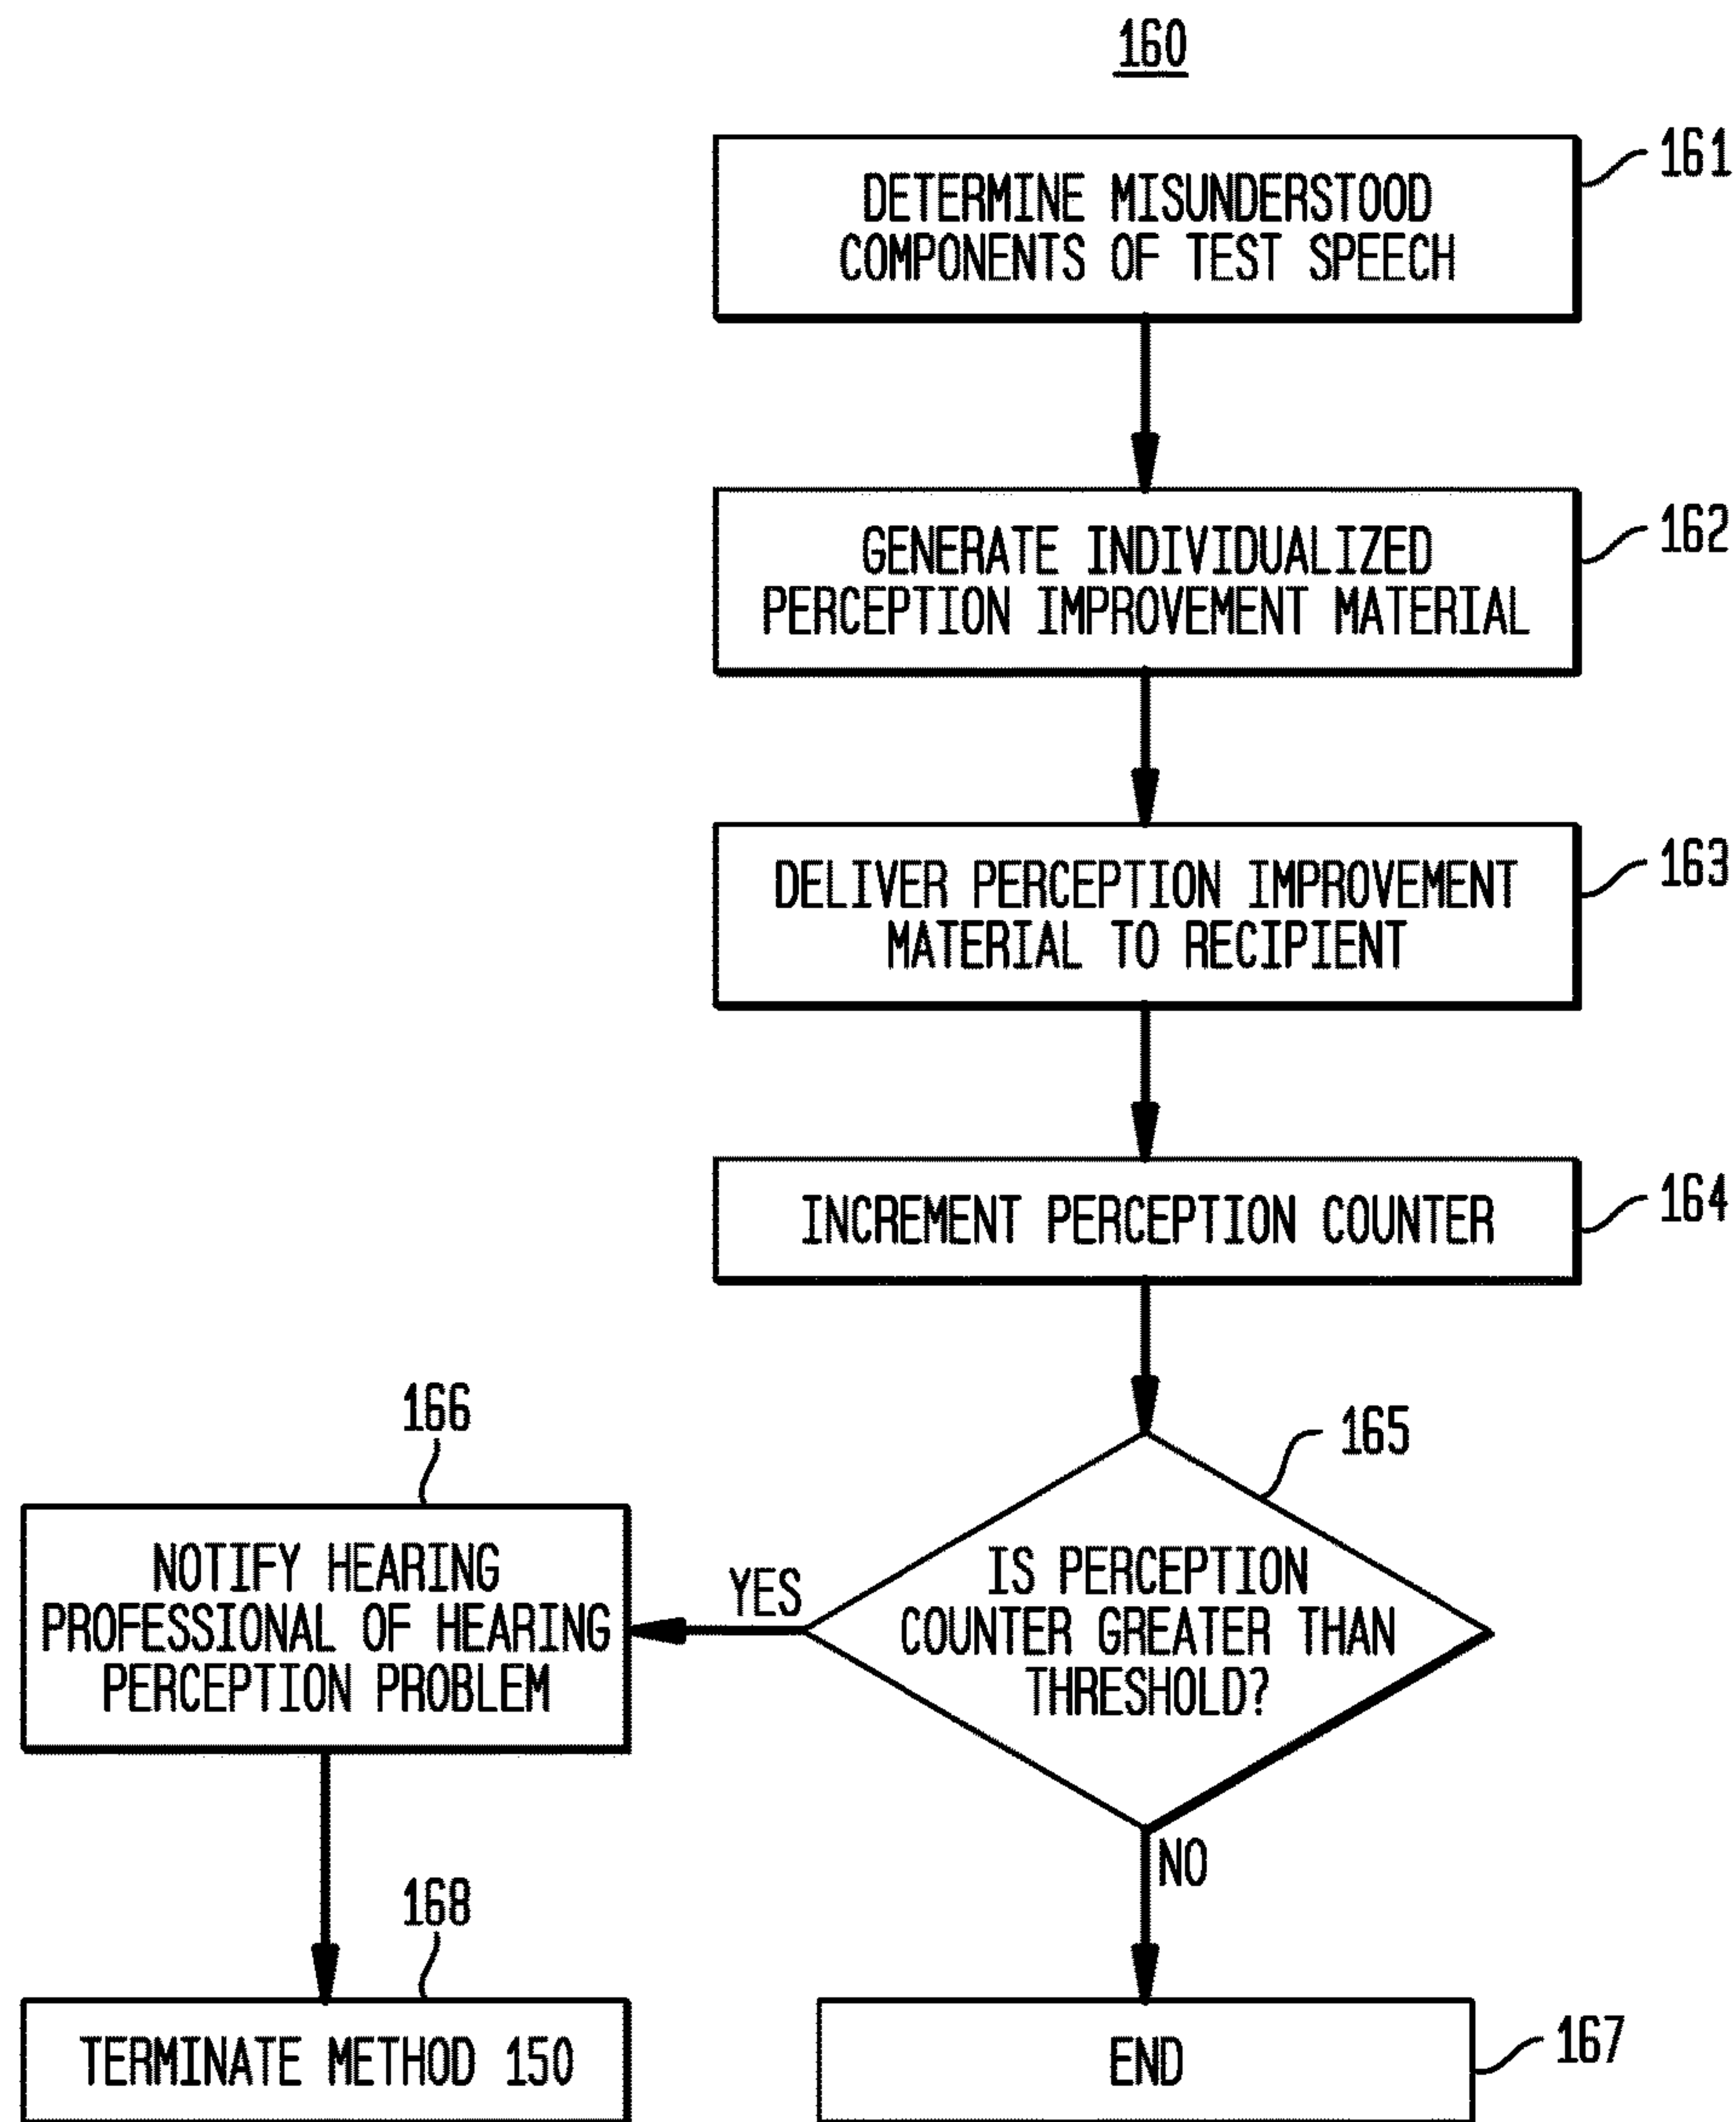 160
DETERMINE MISUNDERSTOOD
COMPONENTS OF TEST SPEECH
161
GENERATE INDIVIDUALIZED
PERCEPTION IMPROVEMENT MATERIAL
162
DELIVER PERCEPTION IMPROVEMENT
MATERIAL TO RECIPIENT
163
INCREMENT PERCEPTION COUNTER
164
IS PERCEPTION
COUNTER GREATER THAN
THRESHOLD?
165
YES
166
NOTIFY HEARING
PROFESSIONAL OF HEARING
PERCEPTION PROBLEM
NO
168
TERMINATE METHOD 150
END
167